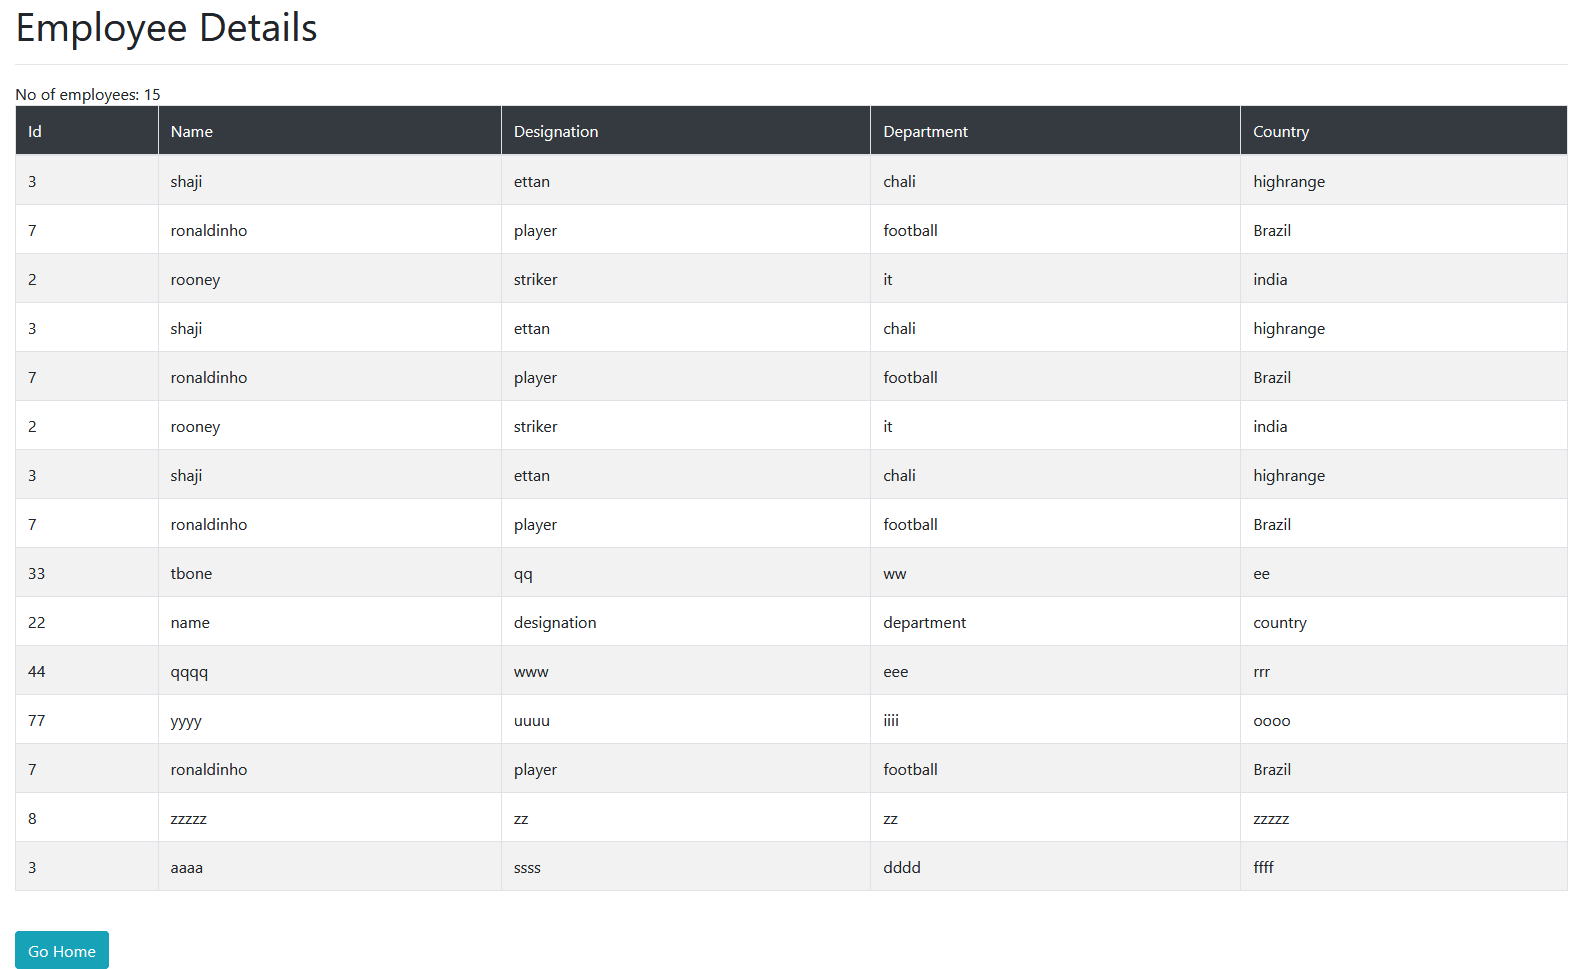 Employee Details
No of employees: 15
Id Name Designation Department Country
3 shaji ettan chali highrange
7 ronaldinho player football Brazil
2 rooney striker it india
3 shaji ettan chali highrange
7 ronaldinho player football Brazil
2 rooney striker it india
3 shaji ettan chali highrange
7 ronaldinho player football Brazil
33 tbone qq ww ee
22 name designation department country
44 qqqq www eee rrr
77 yyyy uuuu iiii oooo
7 ronaldinho player football Brazil
8 zzzzz zz zz zzzzz
3 aaaa ssss dddd ffff
Go Home